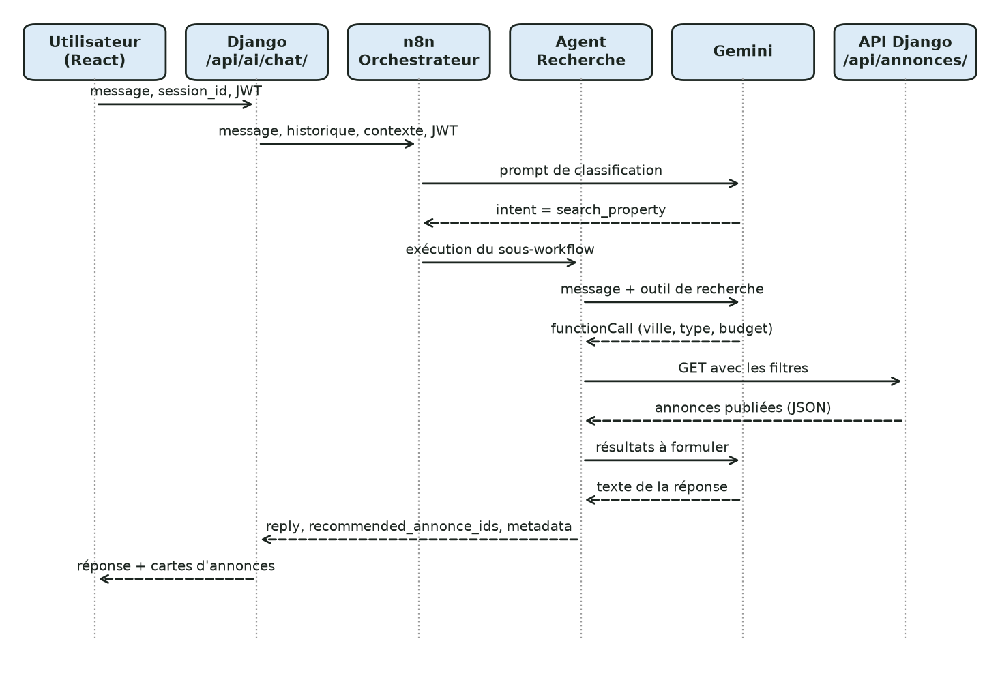 Utilisateur
(React)
Django
/api/ai/chat/
n8n
Orchestrateur
Agent
Recherche
Gemini
API Django
/api/annonces/
message, session_id, JWT
message, historique, contexte, JWT
prompt de classification
intent = search_property
exécution du sous-workflow
message + outil de recherche
functionCall (ville, type, budget)
GET avec les filtres
annonces publiées (JSON)
résultats à formuler
texte de la réponse
reply, recommended_annonce_ids, metadata
réponse + cartes d'annonces